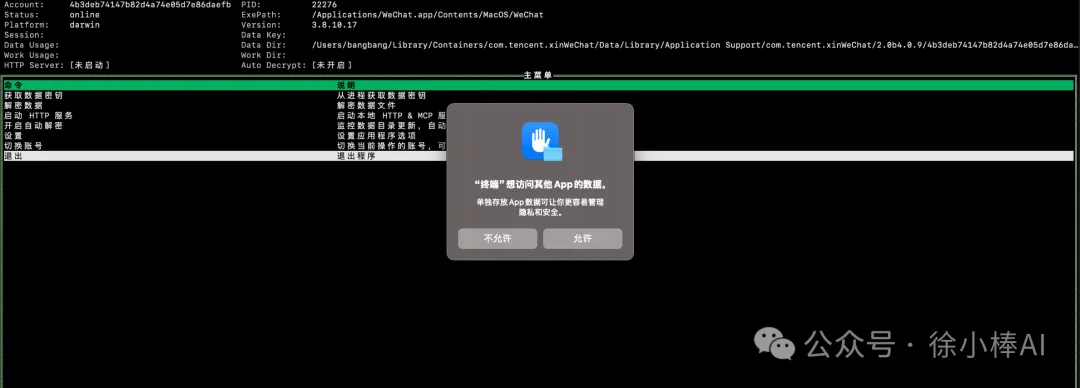 Account: 4b3deb74147b82d4a74e05d7e86daefb PID: 22276
Status: online ExePath: /Applications/WeChat.app/Contents/MacOS/WeChat
Platform: darwin Version: 3.8.10.17
Session: Data Key:
Data Usage: Data Dir: /Users/bangbang/Library/Containers/com.tencent.xinWeChat/Data/Library/Application Support/com.tencent.xinWeChat/2.0b4.0.9/4b3deb74147b82d4a74e05d7e86da…
Work Usage: Work Dir:
HTTP Server: [未启动] Auto Decrypt: [未开启]
主菜单
命令 说明
获取数据密钥 从进程获取数据密钥
解密数据 解密数据文件
启动 HTTP 服务 启动本地 HTTP & MCP 服
开启自动解密 监控数据目录更新，自动
设置 设置应用程序选项
切换账号 切换当前操作的账号，可
退出 退出程序
“终端”想访问其他 App 的数据。
单独存放 App 数据可让你更容易管理
隐私和安全。
不允许 允许
公众号 · 徐小棒AI